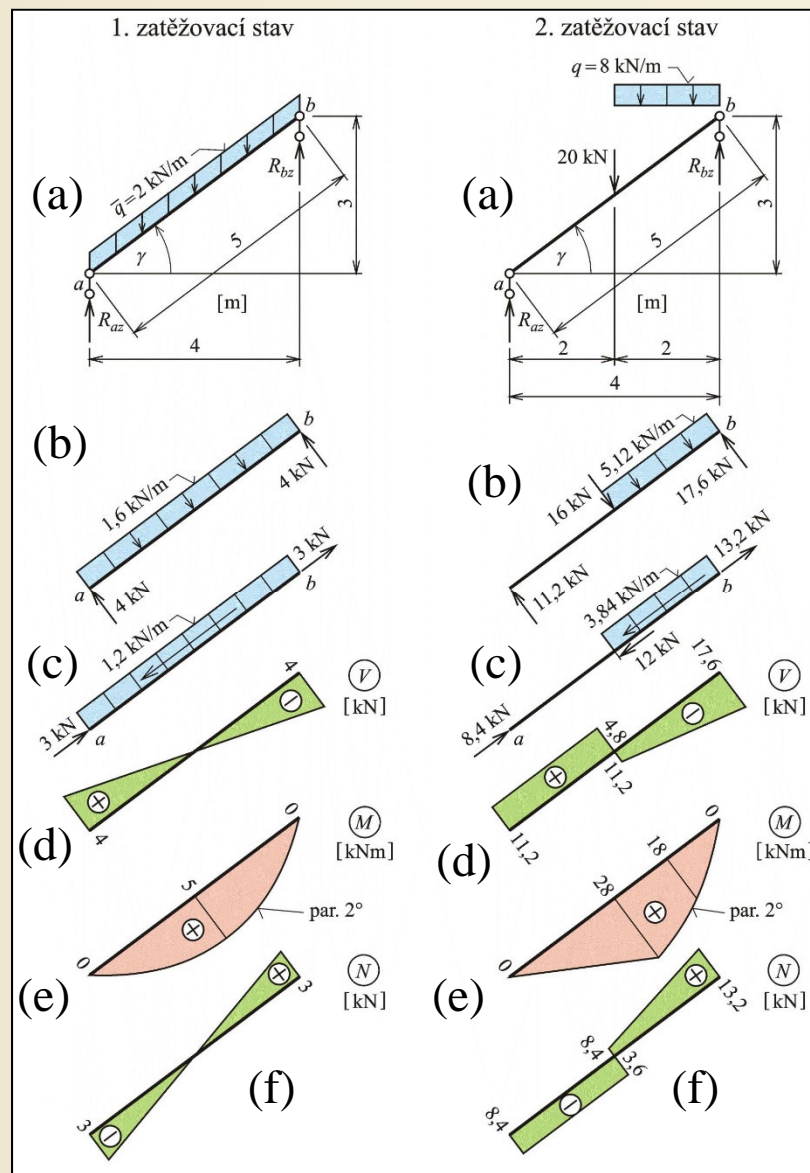 1. zatěžovací stav
q̅=2 kN/m
b
R_bz
(a)
3
5
γ
a
[m]
R_az
4
(b)
b
1,6 kN/m
4 kN
a
4 kN
3 kN
b
1,2 kN/m
(c)
3 kN
a
4
V
[kN]
−
+
4
(d)
0
M
[kNm]
5
+
par. 2°
0
(e)
N
[kN]
+
3
3
−
(f)
2. zatěžovací stav
q=8 kN/m
b
20 kN
R_bz
(a)
3
5
γ
a
[m]
R_az
2
2
4
(b)
b
5,12 kN/m
16 kN
17,6 kN
11,2 kN
13,2 kN
b
3,84 kN/m
(c)
12 kN
8,4 kN
a
17,6
V
[kN]
4,8
−
+
11,2
11,2
(d)
0
M
[kNm]
18
28
+
par. 2°
0
(e)
N
[kN]
+
13,2
8,4
3,6
8,4
−
(f)